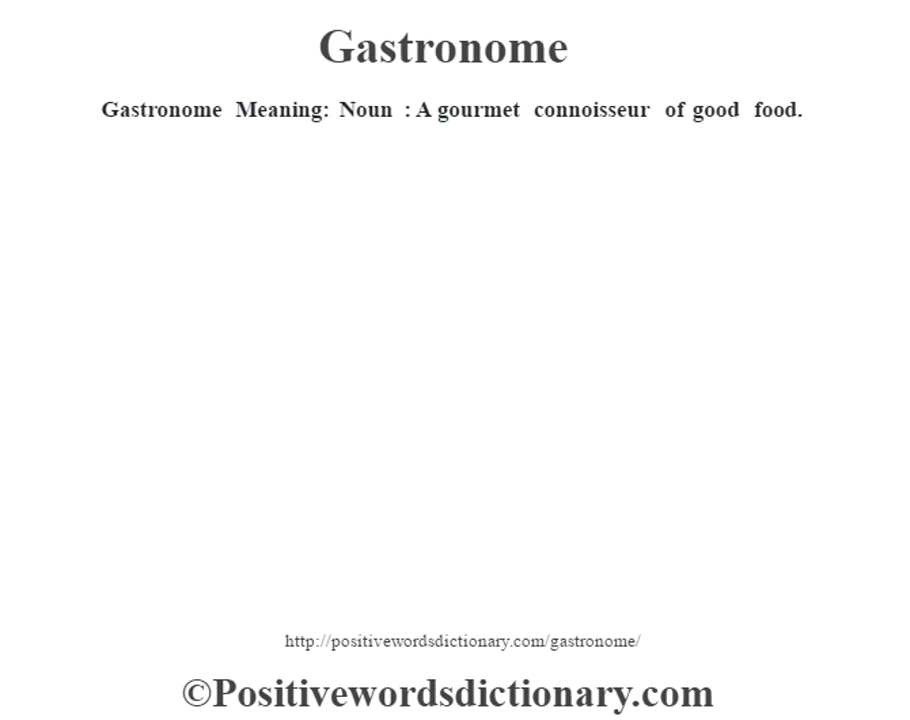 Gastronome
Gastronome Meaning: Noun : A gourmet connoisseur of good food.
http://positivewordsdictionary.com/gastronome/
©Positivewordsdictionary.com